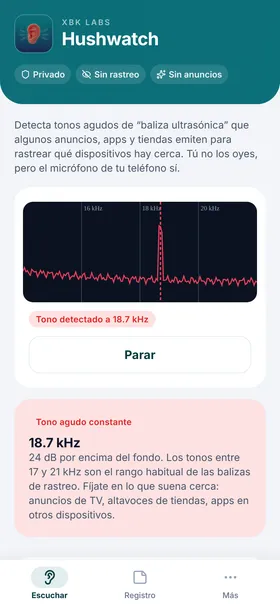 XBK LABS
Hushwatch
Privado
Sin rastreo
Sin anuncios
Detecta tonos agudos de “baliza ultrasónica” que
algunos anuncios, apps y tiendas emiten para
rastrear qué dispositivos hay cerca. Tú no los oyes,
pero el micrófono de tu teléfono sí.
16 kHz
18 kHz
20 kHz
Tono detectado a 18.7 kHz
Parar
Tono agudo constante
18.7 kHz
24 dB por encima del fondo. Los tonos entre
17 y 21 kHz son el rango habitual de las balizas
de rastreo. Fíjate en lo que suena cerca:
anuncios de TV, altavoces de tiendas, apps en
otros dispositivos.
Escuchar
Registro
Más